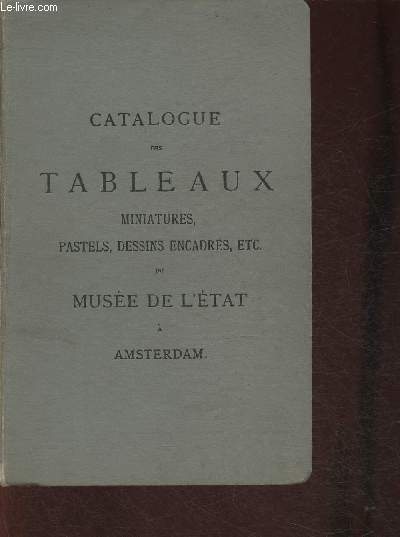 © Le-livre.com
CATALOGUE
DES
TABLEAUX
MINIATURES,
PASTELS, DESSINS ENCADRÉS, ETC.
DU
MUSÉE DE L'ÉTAT
À
AMSTERDAM.